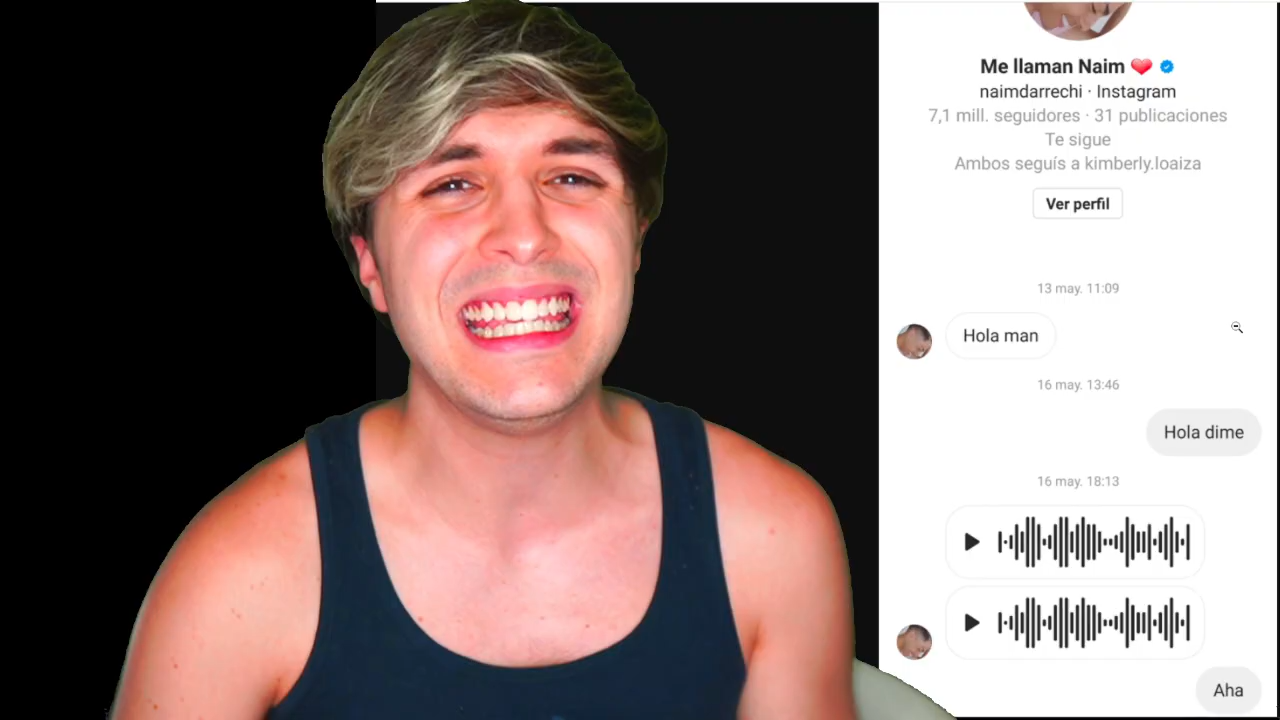 Me llaman Naim ❤️
naimdarrechi · Instagram
7,1 mill. seguidores · 31 publicaciones
Te sigue
Ambos seguís a kimberly.loaiza
Ver perfil
13 may. 11:09
Hola man
16 may. 13:46
Hola dime
16 may. 18:13
Aha